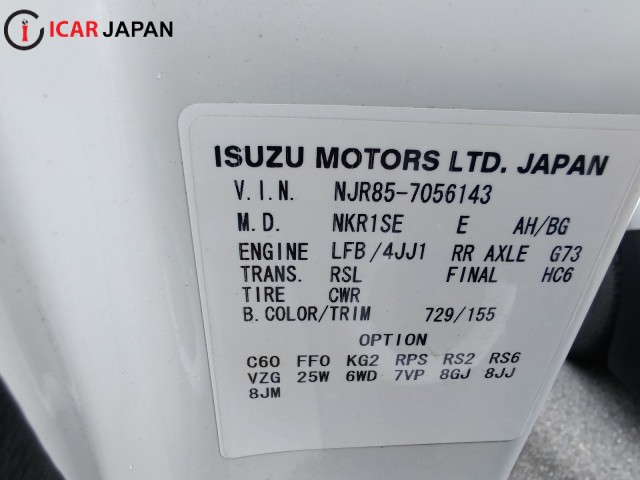 ICAR JAPAN
ISUZU MOTORS LTD. JAPAN
V.I.N. NJR85-7056143
M.D. NKR1SE E AH/BG
ENGINE LFB/4JJ1 RR AXLE G73
TRANS. RSL FINAL HC6
TIRE CWR
B.COLOR/TRIM 729/155
OPTION
C60 FFO KG2 RPS RS2 RS6
VZG 25W 6WD 7VP 8GJ 8JJ
8JM